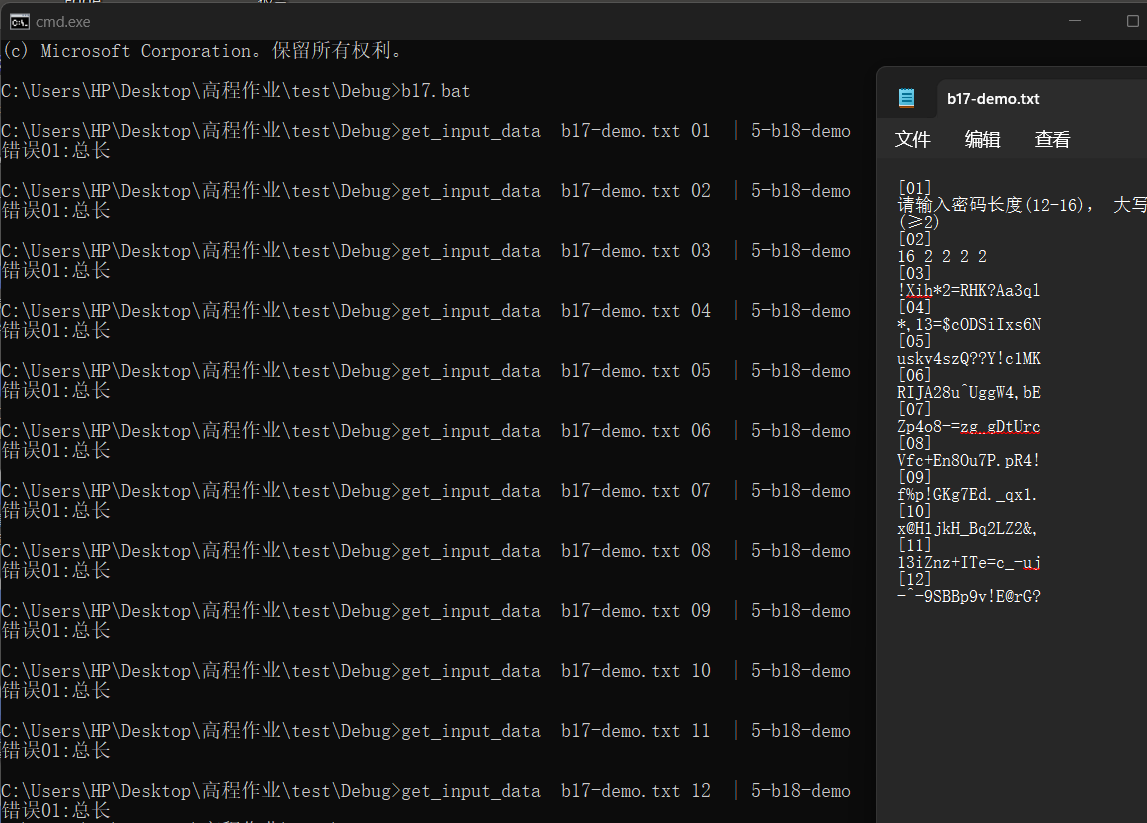 cmd.exe
(c) Microsoft Corporation。保留所有权利。
C:\Users\HP\Desktop\高程作业\test\Debug>b17.bat
C:\Users\HP\Desktop\高程作业\test\Debug>get_input_data  b17-demo.txt 01  | 5-b18-demo
错误01:总长
C:\Users\HP\Desktop\高程作业\test\Debug>get_input_data  b17-demo.txt 02  | 5-b18-demo
错误01:总长
C:\Users\HP\Desktop\高程作业\test\Debug>get_input_data  b17-demo.txt 03  | 5-b18-demo
错误01:总长
C:\Users\HP\Desktop\高程作业\test\Debug>get_input_data  b17-demo.txt 04  | 5-b18-demo
错误01:总长
C:\Users\HP\Desktop\高程作业\test\Debug>get_input_data  b17-demo.txt 05  | 5-b18-demo
错误01:总长
C:\Users\HP\Desktop\高程作业\test\Debug>get_input_data  b17-demo.txt 06  | 5-b18-demo
错误01:总长
C:\Users\HP\Desktop\高程作业\test\Debug>get_input_data  b17-demo.txt 07  | 5-b18-demo
错误01:总长
C:\Users\HP\Desktop\高程作业\test\Debug>get_input_data  b17-demo.txt 08  | 5-b18-demo
错误01:总长
C:\Users\HP\Desktop\高程作业\test\Debug>get_input_data  b17-demo.txt 09  | 5-b18-demo
错误01:总长
C:\Users\HP\Desktop\高程作业\test\Debug>get_input_data  b17-demo.txt 10  | 5-b18-demo
错误01:总长
C:\Users\HP\Desktop\高程作业\test\Debug>get_input_data  b17-demo.txt 11  | 5-b18-demo
错误01:总长
C:\Users\HP\Desktop\高程作业\test\Debug>get_input_data  b17-demo.txt 12  | 5-b18-demo
错误01:总长
b17-demo.txt
文件 编辑 查看
[01]
请输入密码长度(12-16)， 大写
(≥2)
[02]
16 2 2 2 2
[03]
!Xih*2=RHK?Aa3ql
[04]
*,13=$cODSiIxs6N
[05]
uskv4szQ??Y!c1MK
[06]
RIJA28u^UggW4,bE
[07]
Zp4o8-=zg_gDtUrc
[08]
Vfc+En8Ou7P.pR4!
[09]
f%p!GKg7Ed._qx1.
[10]
x@HljkH_Bq2LZ2&,
[11]
13iZnz+ITe=c_-uj
[12]
-^-9SBBp9v!E@rG?